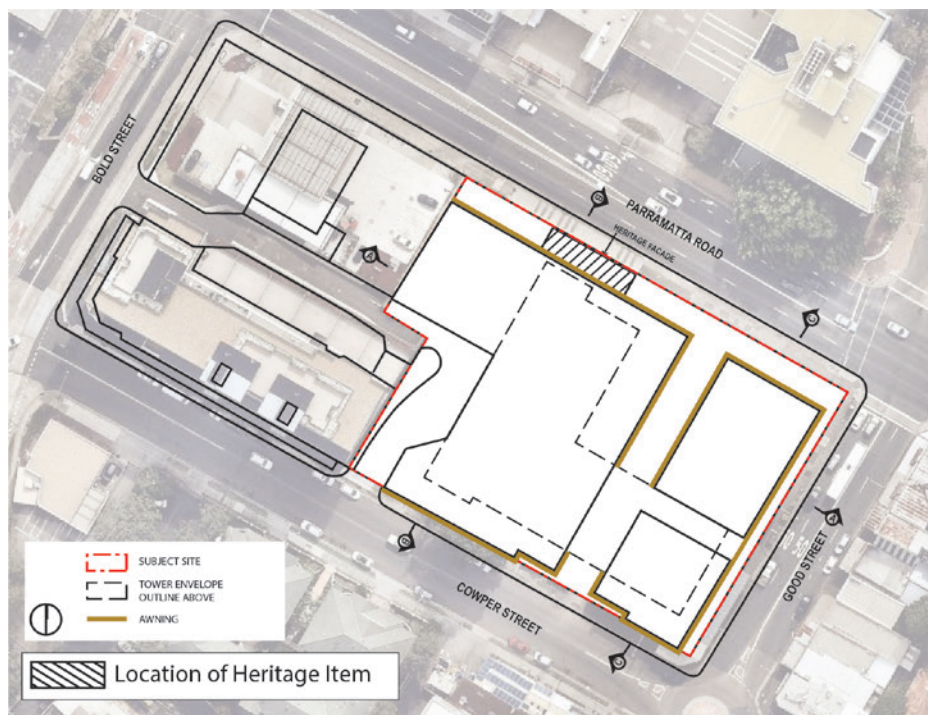 BOLD STREET
PARRAMATTA ROAD
HERITAGE FACADE
B
A
C
GOOD STREET
A
B
COWPER STREET
C
SUBJECT SITE
TOWER ENVELOPE
OUTLINE ABOVE
AWNING
Location of Heritage Item